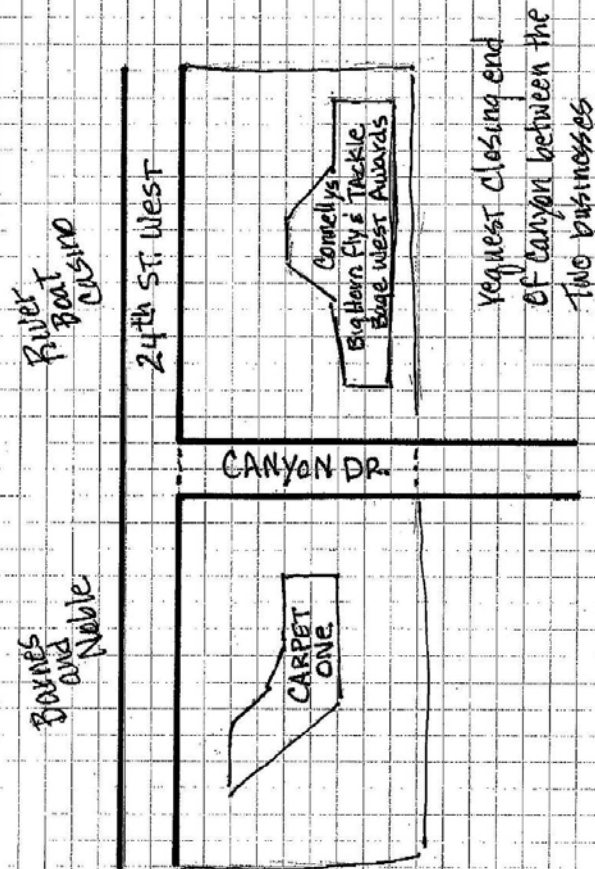 Barnes
and
Noble
River
Boat
Casino
24th ST. West
CANYON DR.
CARPET
ONE
Connellys
Big Horn Fly & Tackle
Base West Awards
request closing end
of canyon between the
Two businesses